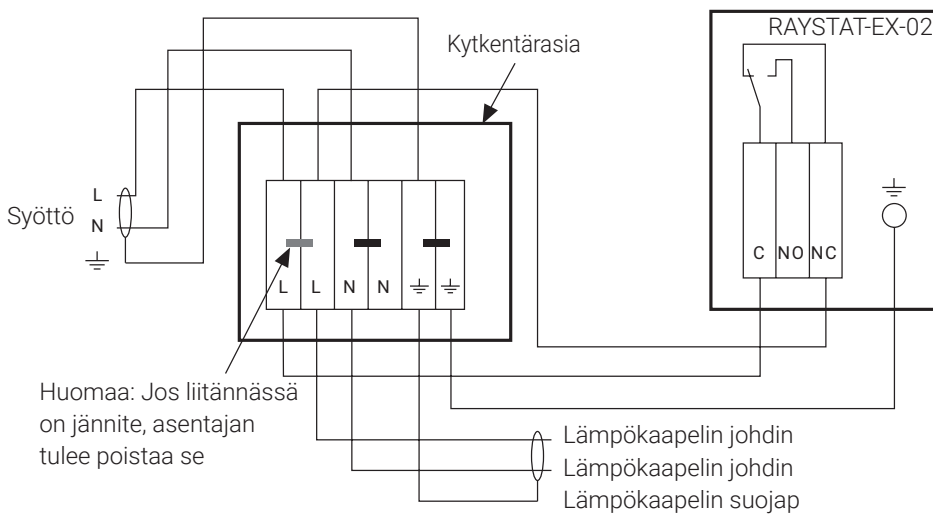 RAYSTAT-EX-02
Kytkentärasia
L
Syöttö
N
C NO NC
L L N N
Huomaa: Jos liitännässä
on jännite, asentajan
tulee poistaa se
Lämpökaapelin johdin
Lämpökaapelin johdin
Lämpökaapelin suojap